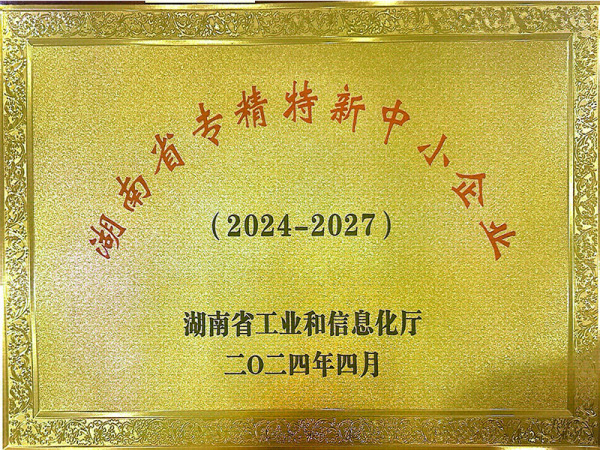 湖南省专精特新中小企业
（2024-2027）
湖南省工业和信息化厅
二〇二四年四月